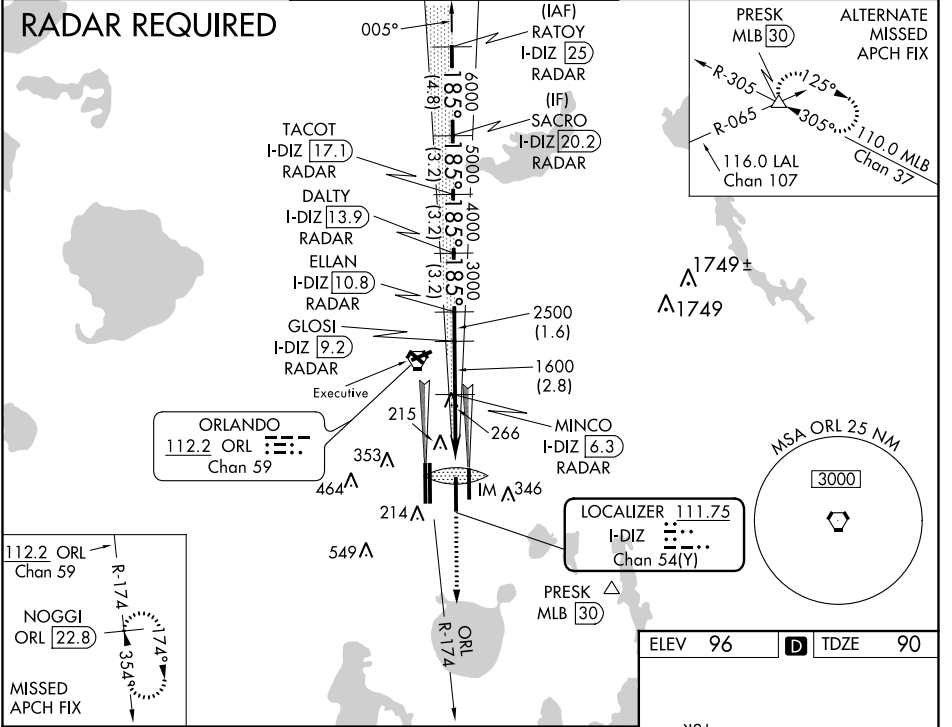 RADAR REQUIRED
005°
(IAF)
RATOY
I-DIZ 25
RADAR
6000
185°
(4.8)
(IF)
SACRO
I-DIZ 20.2
RADAR
TACOT
I-DIZ 17.1
RADAR
5000
185°
(3.2)
DALTY
I-DIZ 13.9
RADAR
4000
185°
(3.2)
ELLAN
I-DIZ 10.8
RADAR
3000
185°
(3.2)
GLOSI
I-DIZ 9.2
RADAR
2500
(1.6)
1600
(2.8)
Executive
MINCO
I-DIZ 6.3
RADAR
ORLANDO
112.2 ORL
Chan 59
215
266
353
464
IM
346
214
549
LOCALIZER 111.75
I-DIZ
Chan 54(Y)
PRESK
MLB 30
ORL
R-174
PRESK
MLB 30
ALTERNATE
MISSED
APCH FIX
R-305
125°
R-065
305°
110.0 MLB
Chan 37
116.0 LAL
Chan 107
1749±
1749
MSA ORL 25 NM
3000
112.2 ORL
Chan 59
R-174
NOGGI
ORL 22.8
174°
354°
MISSED
APCH FIX
ELEV 96
D
TDZE 90